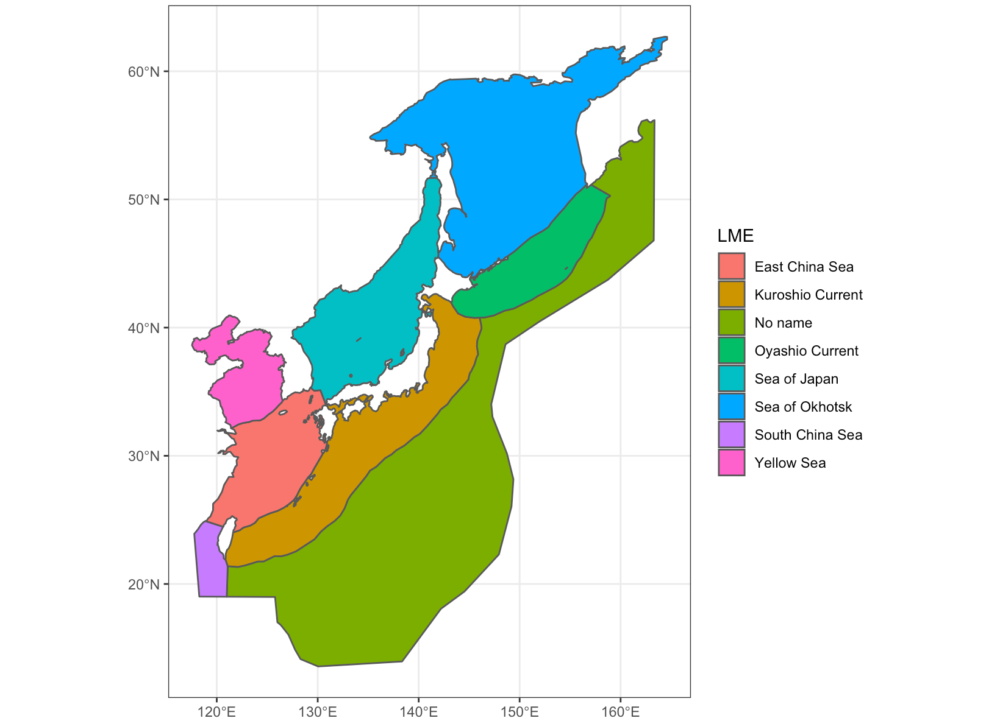 60°N
50°N
40°N
30°N
20°N
120°E
130°E
140°E
150°E
160°E
LME
East China Sea
Kuroshio Current
No name
Oyashio Current
Sea of Japan
Sea of Okhotsk
South China Sea
Yellow Sea